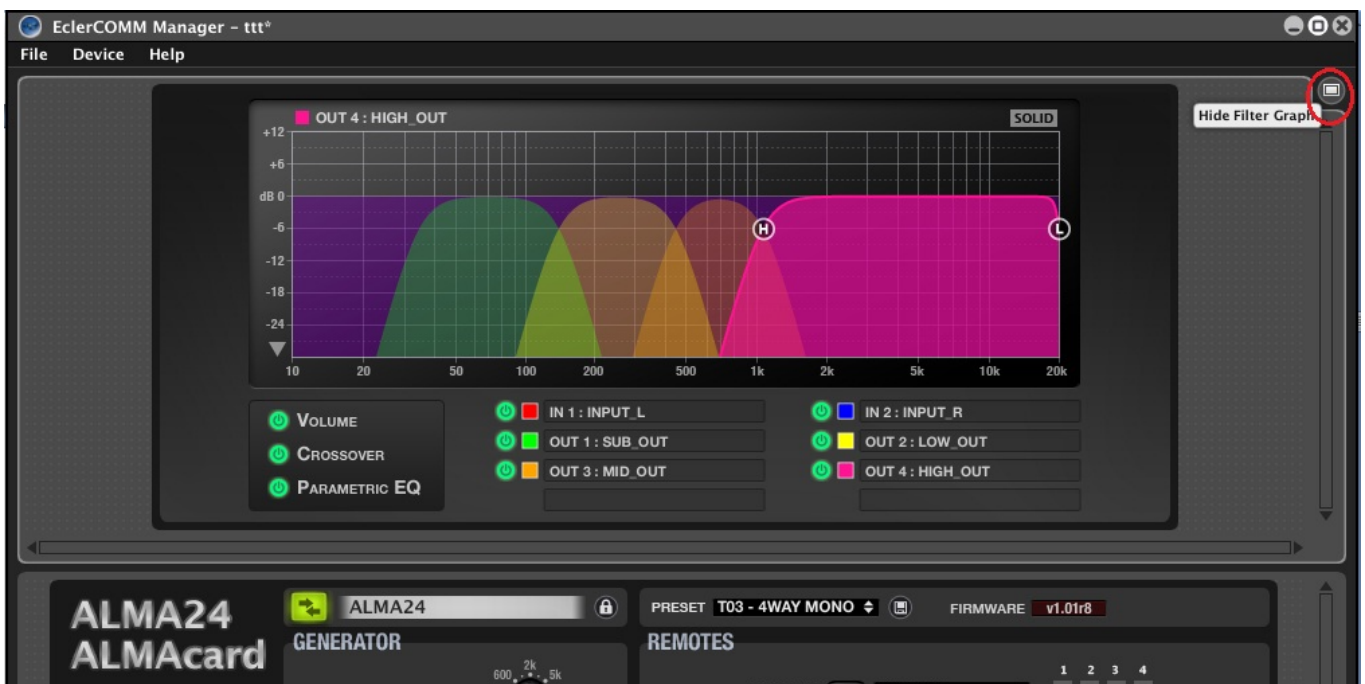 EclerCOMM Manager – ttt*
File Device Help
OUT 4 : HIGH_OUT
SOLID
Hide Filter Graph
+12
+6
dB 0
-6
-12
-18
-24
H
L
10 20 50 100 200 500 1k 2k 5k 10k 20k
VOLUME
CROSSOVER
PARAMETRIC EQ
IN 1 : INPUT_L
IN 2 : INPUT_R
OUT 1 : SUB_OUT
OUT 2 : LOW_OUT
OUT 3 : MID_OUT
OUT 4 : HIGH_OUT
ALMA24
ALMAcard
ALMA24
PRESET T03 - 4WAY MONO
FIRMWARE v1.01r8
GENERATOR
REMOTES
600 2k 5k
1 2 3 4